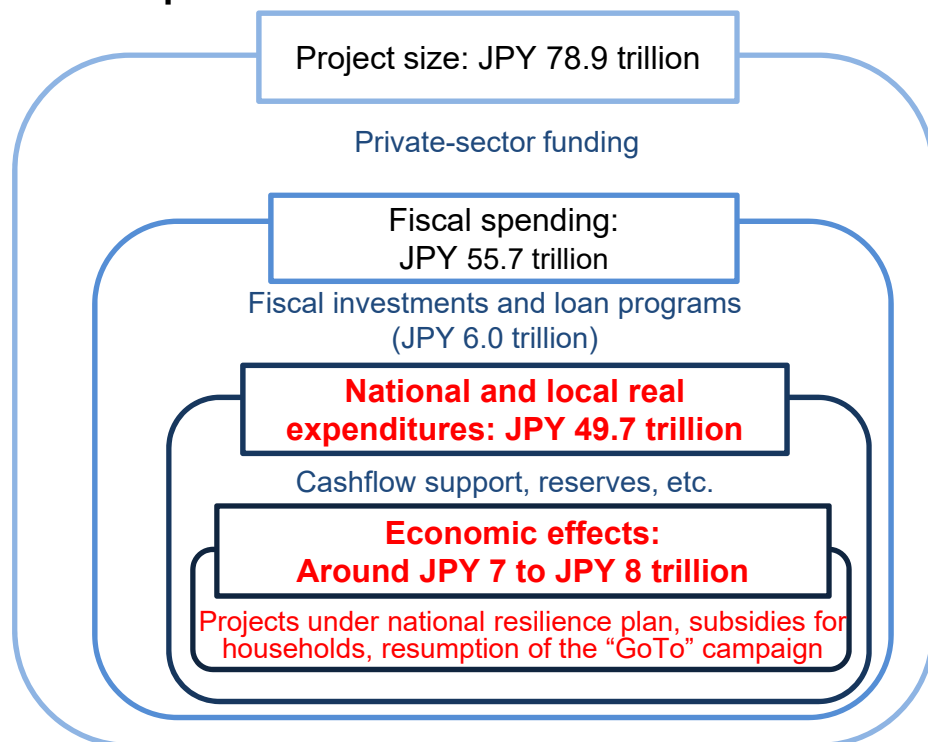 Project size: JPY 78.9 trillion
Private-sector funding
Fiscal spending:
JPY 55.7 trillion
Fiscal investments and loan programs
(JPY 6.0 trillion)
National and local real
expenditures: JPY 49.7 trillion
Cashflow support, reserves, etc.
Economic effects:
Around JPY 7 to JPY 8 trillion
Projects under national resilience plan, subsidies for
households, resumption of the “GoTo” campaign